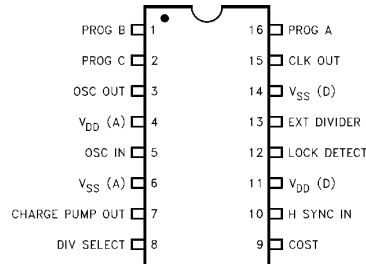 PROG B 1 16 PROG A
PROG C 2 15 CLK OUT
OSC OUT 3 14 VSS (D)
VDD (A) 4 13 EXT DIVIDER
OSC IN 5 12 LOCK DETECT
VSS (A) 6 11 VDD (D)
CHARGE PUMP OUT 7 10 H SYNC IN
DIV SELECT 8 9 COST